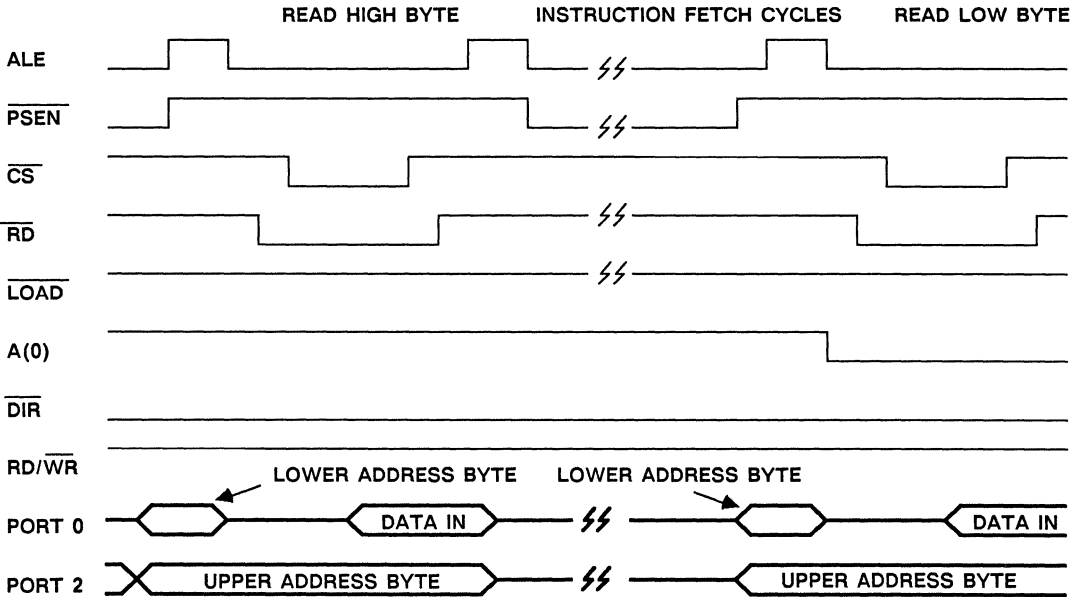 READ HIGH BYTE INSTRUCTION FETCH CYCLES READ LOW BYTE
ALE
PSEN
CS
RD
LOAD
A(0)
DIR
RD/WR
LOWER ADDRESS BYTE LOWER ADDRESS BYTE
PORT 0 DATA IN DATA IN
PORT 2 UPPER ADDRESS BYTE UPPER ADDRESS BYTE